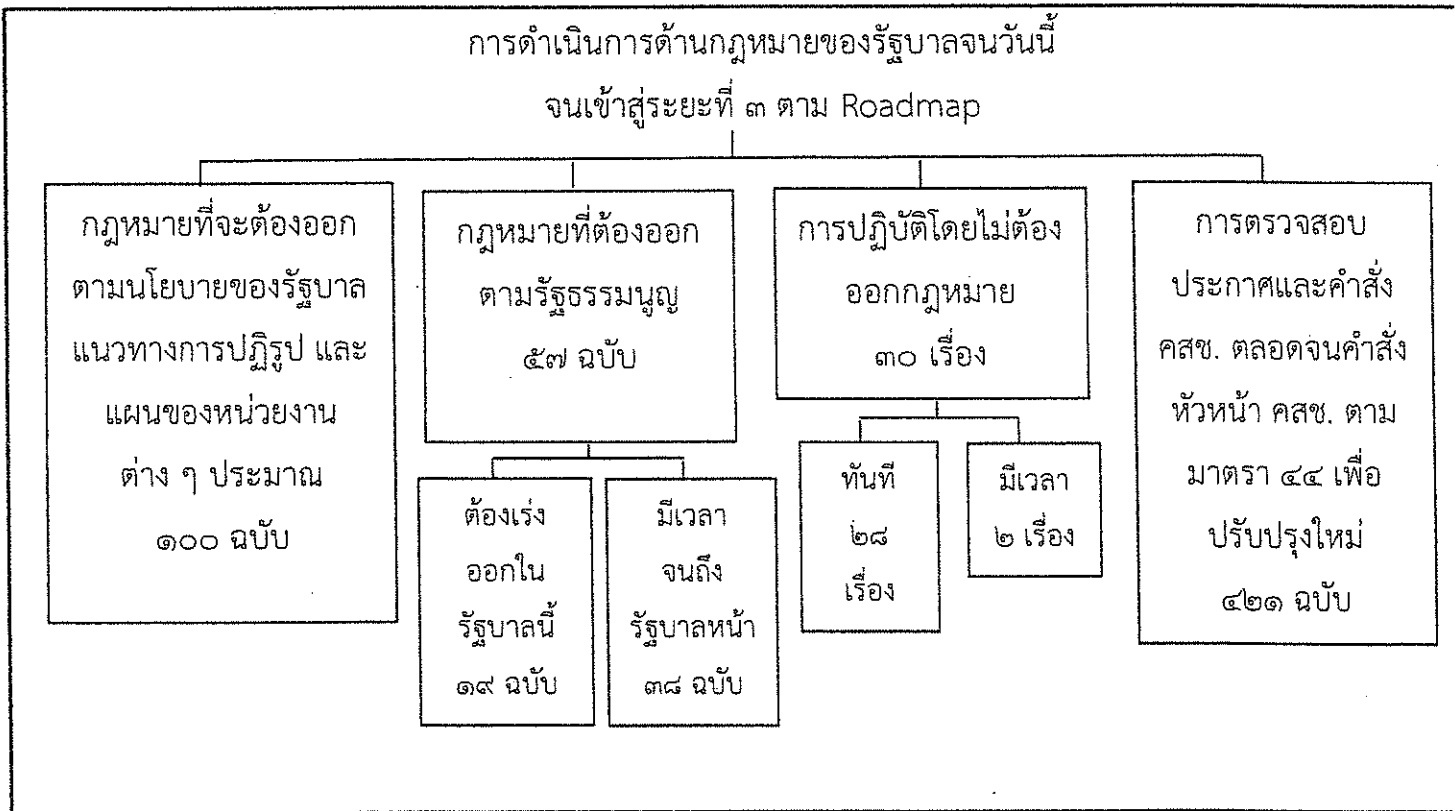 การดำเนินการด้านกฎหมายของรัฐบาลจนวันนี้
จนเข้าสู่ระยะที่ ๓ ตาม Roadmap
กฎหมายที่จะต้องออก
ตามนโยบายของรัฐบาล
แนวทางการปฏิรูป และ
แผนของหน่วยงาน
ต่าง ๆ ประมาณ
๑๐๐ ฉบับ
กฎหมายที่ต้องออก
ตามรัฐธรรมนูญ
๕๗ ฉบับ
ต้องเร่ง
ออกใน
รัฐบาลนี้
๑๙ ฉบับ
มีเวลา
จนถึง
รัฐบาลหน้า
๓๘ ฉบับ
การปฏิบัติโดยไม่ต้อง
ออกกฎหมาย
๓๐ เรื่อง
ทันที
๒๘
เรื่อง
มีเวลา
๒ เรื่อง
การตรวจสอบ
ประกาศและคำสั่ง
คสช. ตลอดจนคำสั่ง
หัวหน้า คสช. ตาม
มาตรา ๔๔ เพื่อ
ปรับปรุงใหม่
๔๒๑ ฉบับ